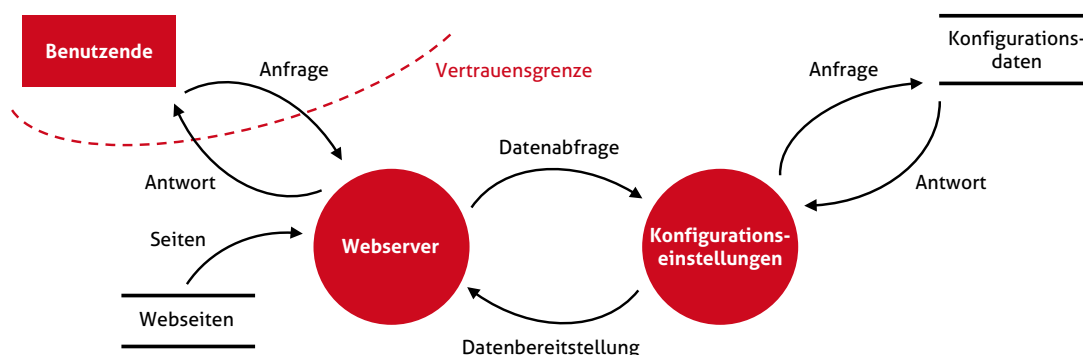 Benutzende
Anfrage
Vertrauensgrenze
Anfrage
Konfigurations-
daten
Datenabfrage
Antwort
Antwort
Seiten
Webserver
Konfigurations-
einstellungen
Webseiten
Datenbereitstellung